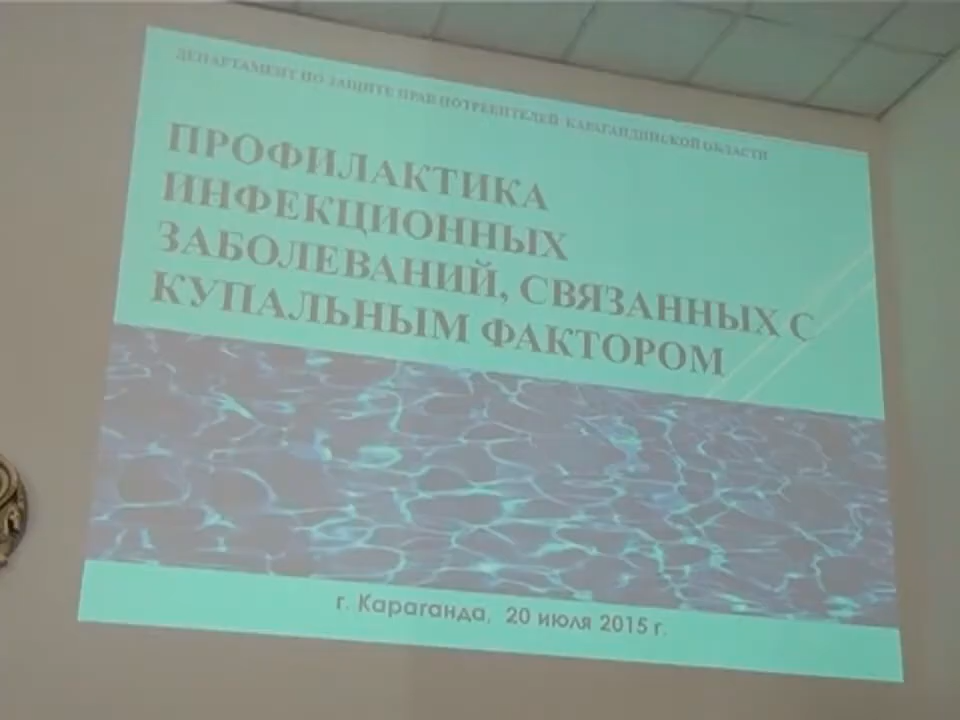 ДЕПАРТАМЕНТ ПО ЗАЩИТЕ ПРАВ ПОТРЕБИТЕЛЕЙ КАРАГАНДИНСКОЙ ОБЛАСТИ
ПРОФИЛАКТИКА
ИНФЕКЦИОННЫХ
ЗАБОЛЕВАНИЙ, СВЯЗАННЫХ С
КУПАЛЬНЫМ ФАКТОРОМ
г. Караганда, 20 июля 2015 г.